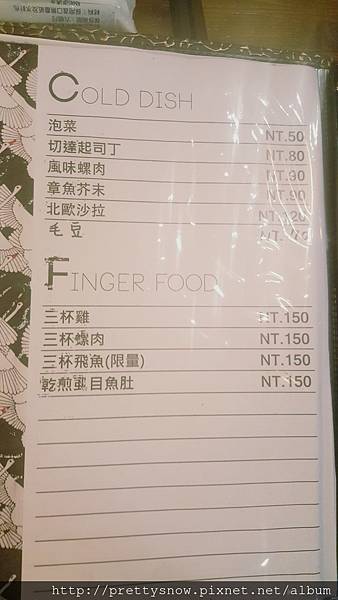 COLD DISH
泡菜 NT.50
切達起司丁 NT.80
風味螺肉 NT.90
章魚芥末 NT.90
北歐沙拉
毛豆
FINGER FOOD
三杯雞 NT.150
三杯螺肉 NT.150
三杯飛魚(限量) NT.150
乾煎虱目魚肚 NT.150
http://prettysnow.pixnet.net/album